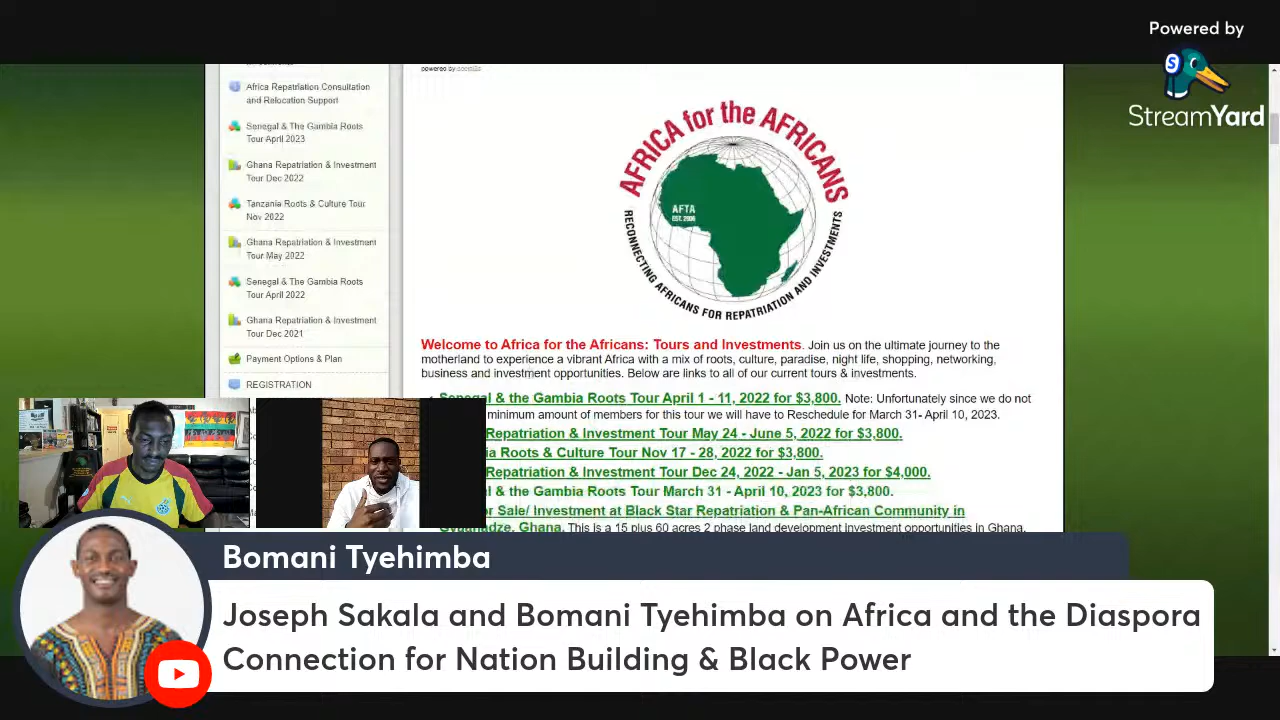 Powered by
StreamYard
powered by
Africa Repatriation Consultation
and Relocation Support
Senegal & The Gambia Roots
Tour April 2023
Ghana Repatriation & Investment
Tour Dec 2022
Tanzania Roots & Culture Tour
Nov 2022
Ghana Repatriation & Investment
Tour May 2022
Senegal & The Gambia Roots
Tour April 2022
Ghana Repatriation & Investment
Tour Dec 2021
Payment Options & Plan
REGISTRATION
AFRICA for the AFRICANS
AFTA
EST. 2006
RECONNECTING AFRICANS FOR REPATRIATION AND INVESTMENTS
Welcome to Africa for the Africans: Tours and Investments. Join us on the ultimate journey to the
motherland to experience a vibrant Africa with a mix of roots, culture, paradise, night life, shopping, networking,
business and investment opportunities. Below are links to all of our current tours & investments.
Senegal & the Gambia Roots Tour April 1 - 11, 2022 for $3,800. Note: Unfortunately since we do not
minimum amount of members for this tour we will have to Reschedule for March 31- April 10, 2023.
Repatriation & Investment Tour May 24 - June 5, 2022 for $3,800.
ia Roots & Culture Tour Nov 17 - 28, 2022 for $3,800.
Repatriation & Investment Tour Dec 24, 2022 - Jan 5, 2023 for $4,000.
l & the Gambia Roots Tour March 31 - April 10, 2023 for $3,800.
or Sale/ Investment at Black Star Repatriation & Pan-African Community in
Ghana. This is a 15 plus 60 acres 2 phase land development investment opportunities in Ghana.
Bomani Tyehimba
Joseph Sakala and Bomani Tyehimba on Africa and the Diaspora
Connection for Nation Building & Black Power